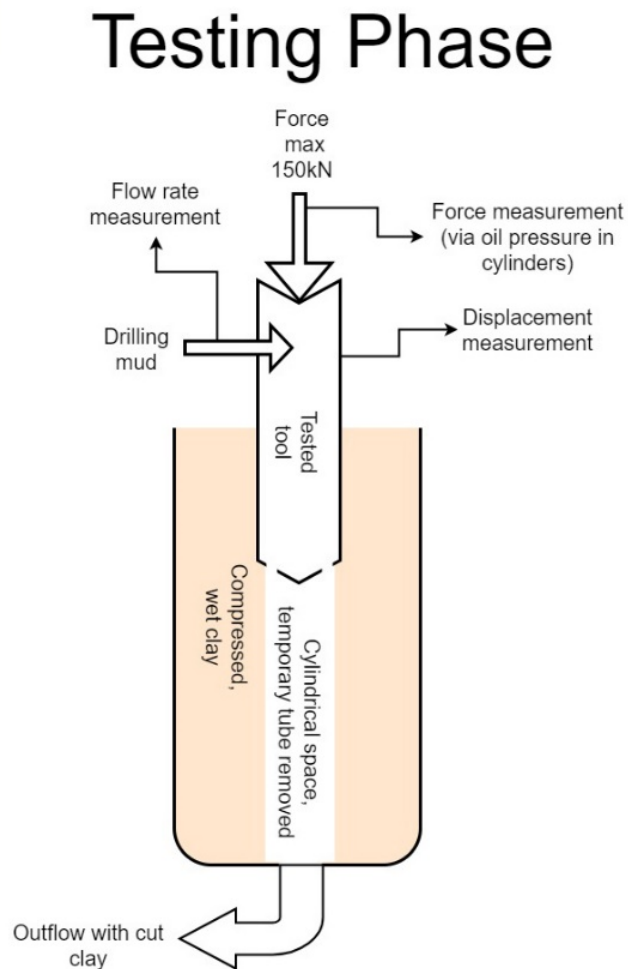 Testing Phase
Force
max
150kN
Flow rate
measurement
Force measurement
(via oil pressure in
cylinders)
Drilling
mud
Displacement
measurement
Tested
tool
Compressed,
wet clay
Cylindrical space,
temporary tube removed
Outflow with cut
clay